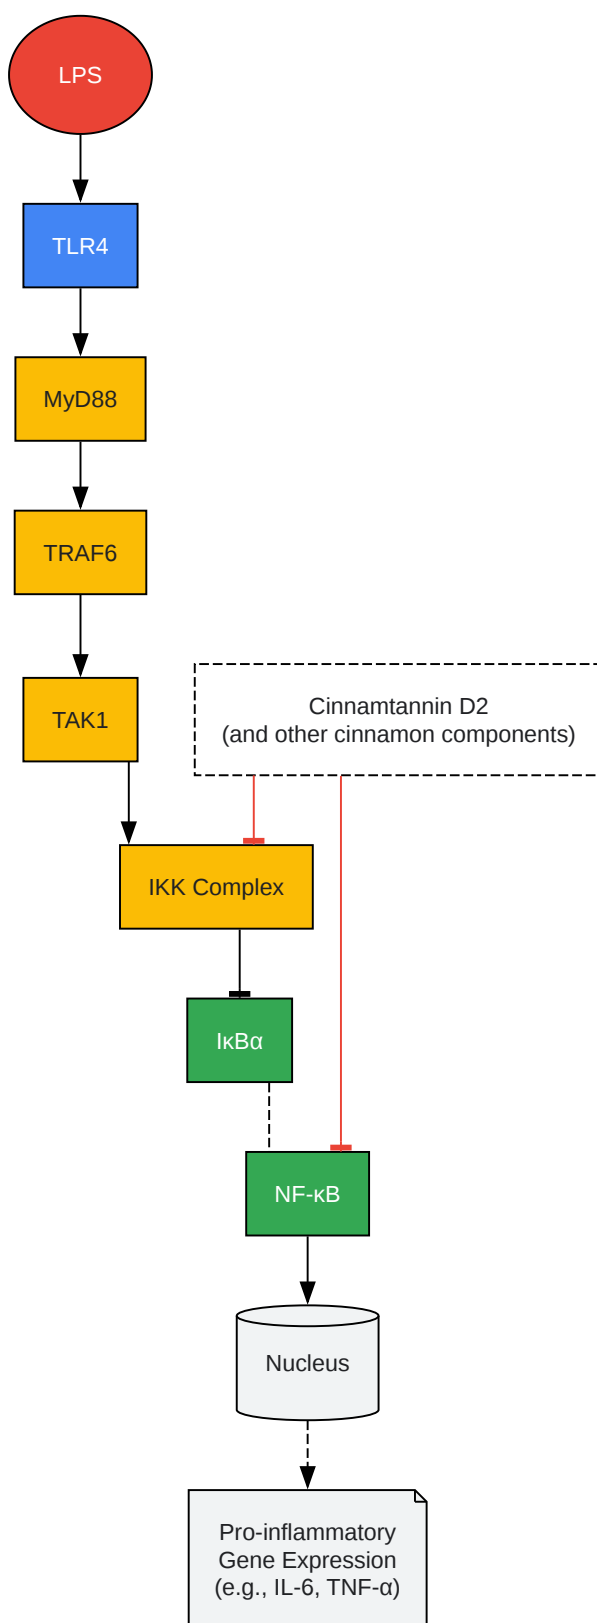 LPS
TLR4
MyD88
TRAF6
TAK1
Cinnamtannin D2
(and other cinnamon components)
IKK Complex
IκBα
NF-κB
Nucleus
Pro-inflammatory
Gene Expression
(e.g., IL-6, TNF-α)